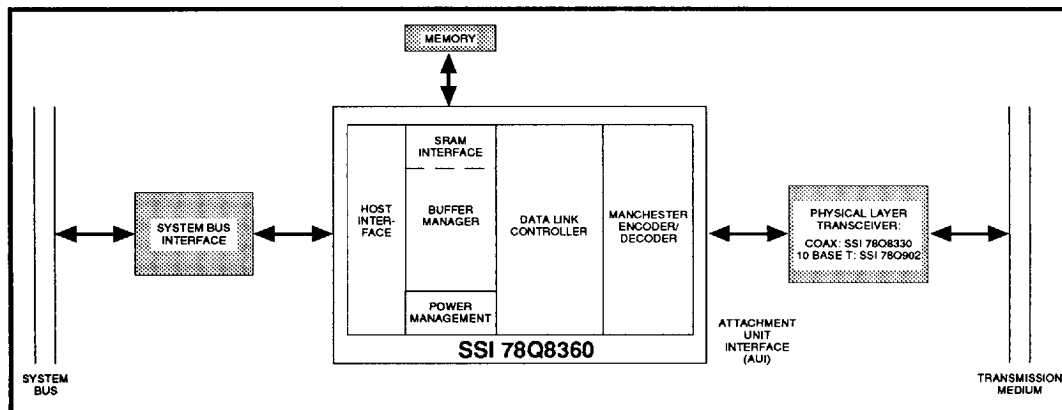 MEMORY
SRAM
INTERFACE
HOST
INTER-
FACE
BUFFER
MANAGER
DATA LINK
CONTROLLER
MANCHESTER
ENCODER/
DECODER
POWER
MANAGEMENT
SSI 78Q8360
SYSTEM BUS
INTERFACE
PHYSICAL LAYER
TRANSCEIVER:
COAX: SSI 78Q8330
10 BASE T: SSI 78Q902
ATTACHMENT
UNIT
INTERFACE
(AUI)
SYSTEM
BUS
TRANSMISSION
MEDIUM